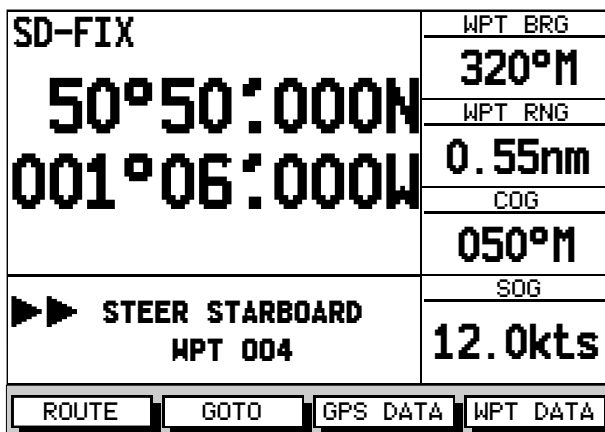 SD-FIX
50°50'.000N
001°06'.000W
WPT BRG
320°M
WPT RNG
0.55nm
COG
050°M
SOG
12.0kts
STEER STARBOARD
WPT 004
ROUTE
GOTO
GPS DATA
WPT DATA